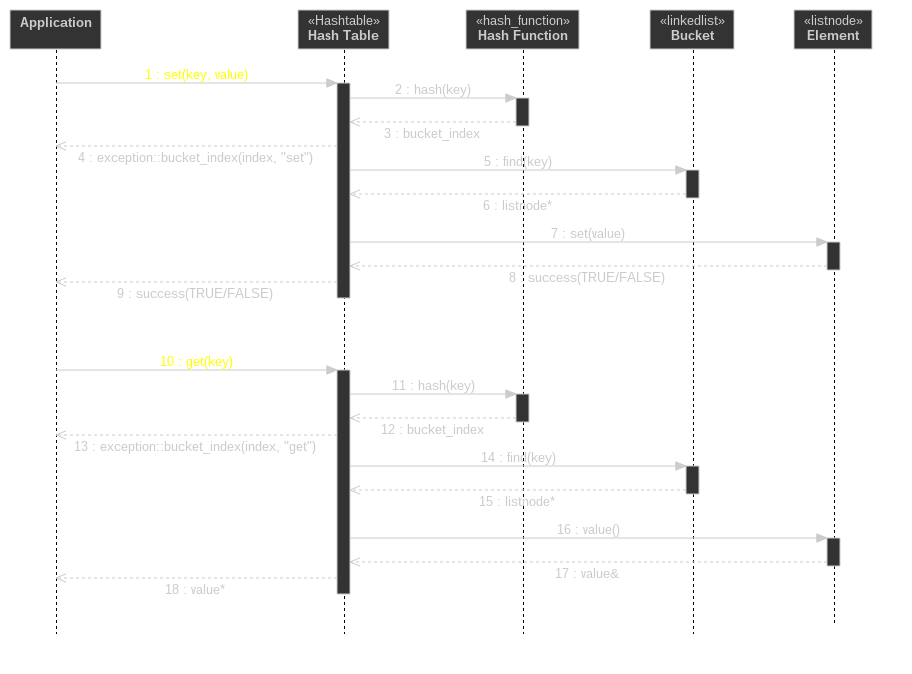 Application
«Hashtable»
Hash Table
«hash_function»
Hash Function
«linkedlist»
Bucket
«listnode»
Element
1 : set(key, value)
2 : hash(key)
3 : bucket_index
4 : exception::bucket_index(index, "set")
5 : find(key)
6 : listnode*
7 : set(value)
8 : success(TRUE/FALSE)
9 : success(TRUE/FALSE)
10 : get(key)
11 : hash(key)
12 : bucket_index
13 : exception::bucket_index(index, "get")
14 : find(key)
15 : listnode*
16 : value()
17 : value&
18 : value*